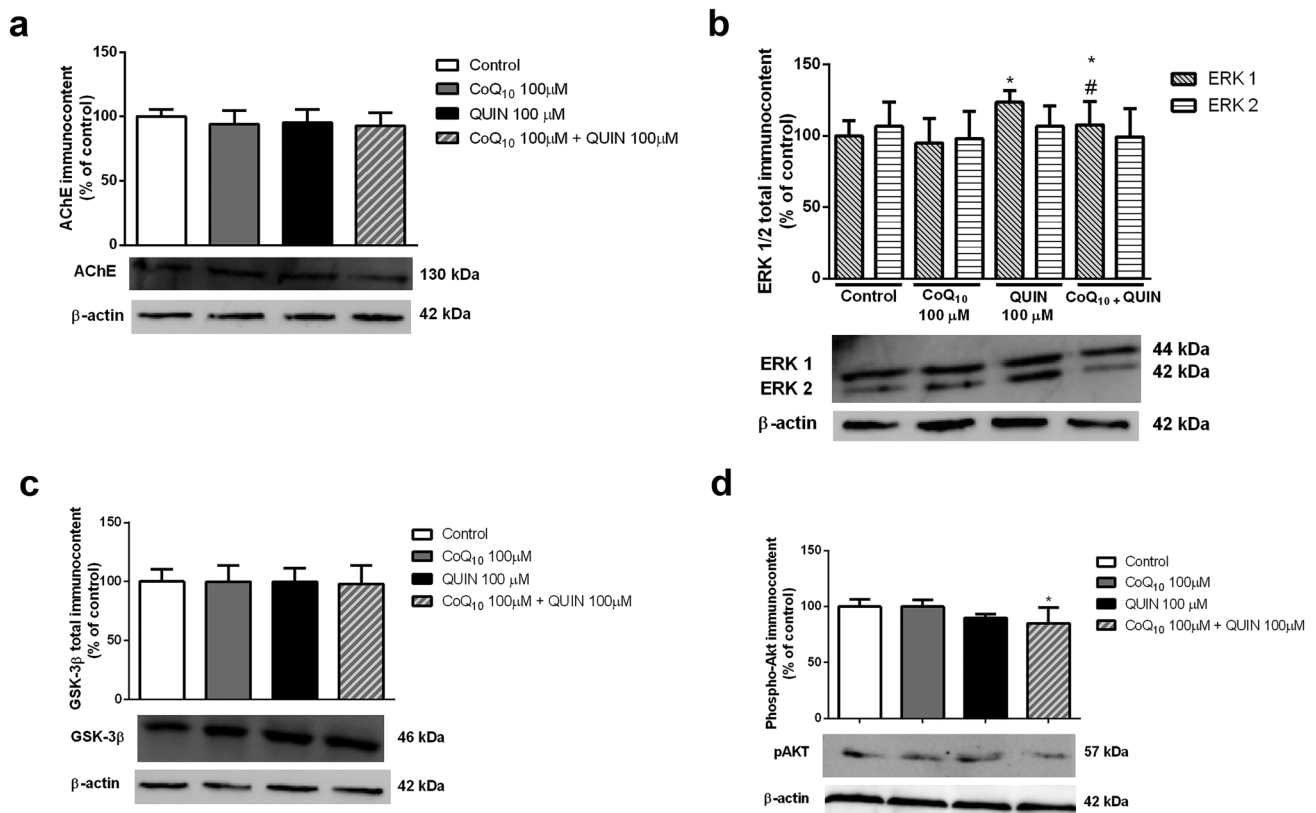 a
AChE immunocontent
(% of control)
150
100
50
0
Control
CoQ10 100μM
QUIN 100 μM
CoQ10 100μM + QUIN 100μM
AChE
130 kDa
β-actin
42 kDa
b
ERK 1/2 total immunocontent
(% of control)
150
100
50
0
*
*
#
ERK 1
ERK 2
Control
CoQ10
100 μM
QUIN
100 μM
CoQ10 + QUIN
ERK 1
44 kDa
ERK 2
42 kDa
β-actin
42 kDa
c
GSK-3β total immunocontent
(% of control)
150
100
50
0
Control
CoQ10 100μM
QUIN 100 μM
CoQ10 100μM + QUIN 100μM
GSK-3β
46 kDa
β-actin
42 kDa
d
Phospho-Akt immunocontent
(% of control)
150
100
50
0
*
Control
CoQ10 100μM
QUIN 100 μM
CoQ10 100μM + QUIN 100μM
pAKT
57 kDa
β-actin
42 kDa